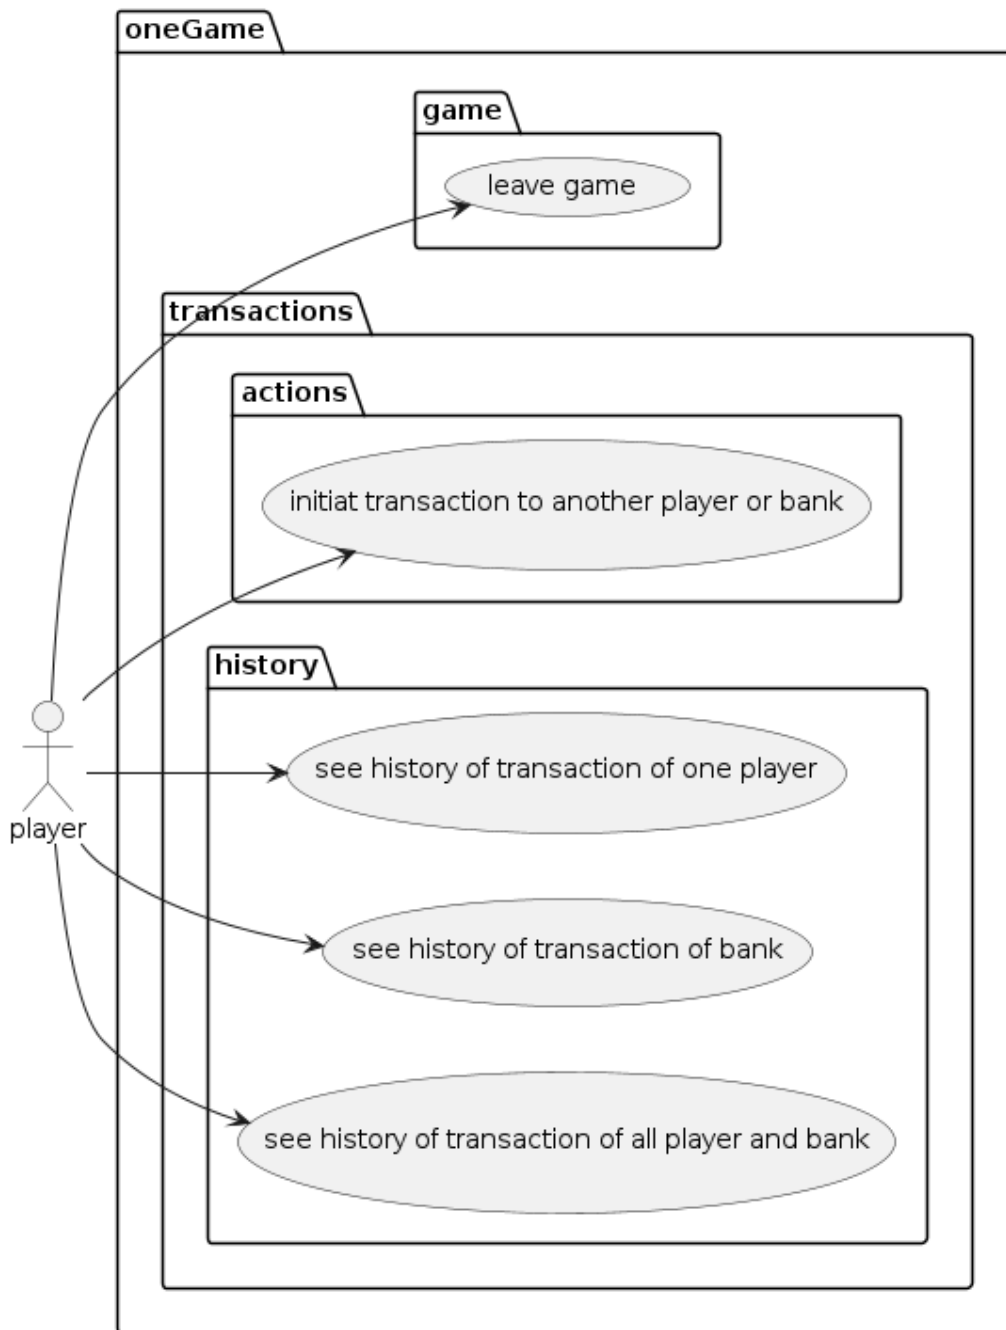 oneGame
game
leave game
transactions
actions
initiat transaction to another player or bank
history
see history of transaction of one player
player
see history of transaction of bank
see history of transaction of all player and bank